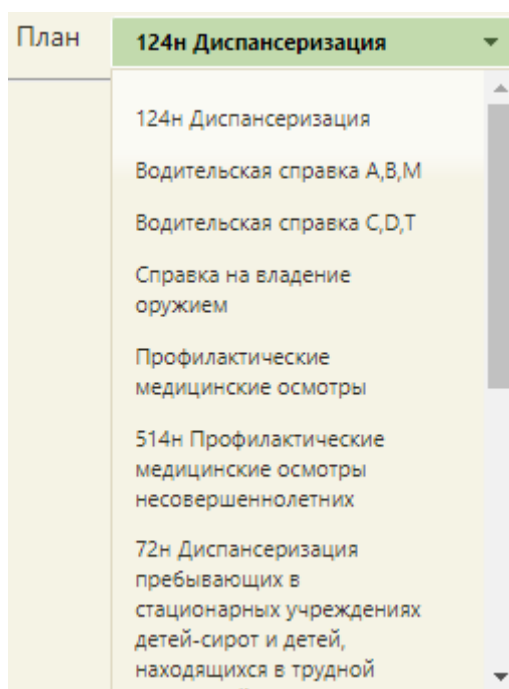 План
124н Диспансеризация
124н Диспансеризация
Водительская справка A,B,M
Водительская справка C,D,T
Справка на владение
оружием
Профилактические
медицинские осмотры
514н Профилактические
медицинские осмотры
несовершеннолетних
72н Диспансеризация
пребывающих в
стационарных учреждениях
детей-сирот и детей,
находящихся в трудной